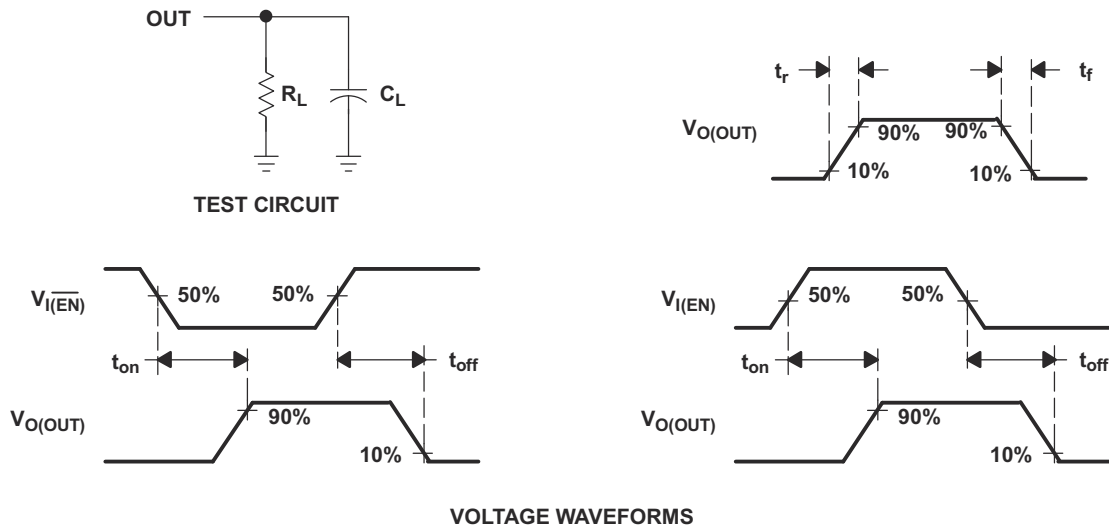 OUT
R_L
C_L
TEST CIRCUIT
t_r
t_f
V_O(OUT)
90%
90%
10%
10%
V_I(E̅N̅)
50%
50%
t_on
t_off
V_O(OUT)
90%
10%
V_I(EN)
50%
50%
t_on
t_off
V_O(OUT)
90%
10%
VOLTAGE WAVEFORMS